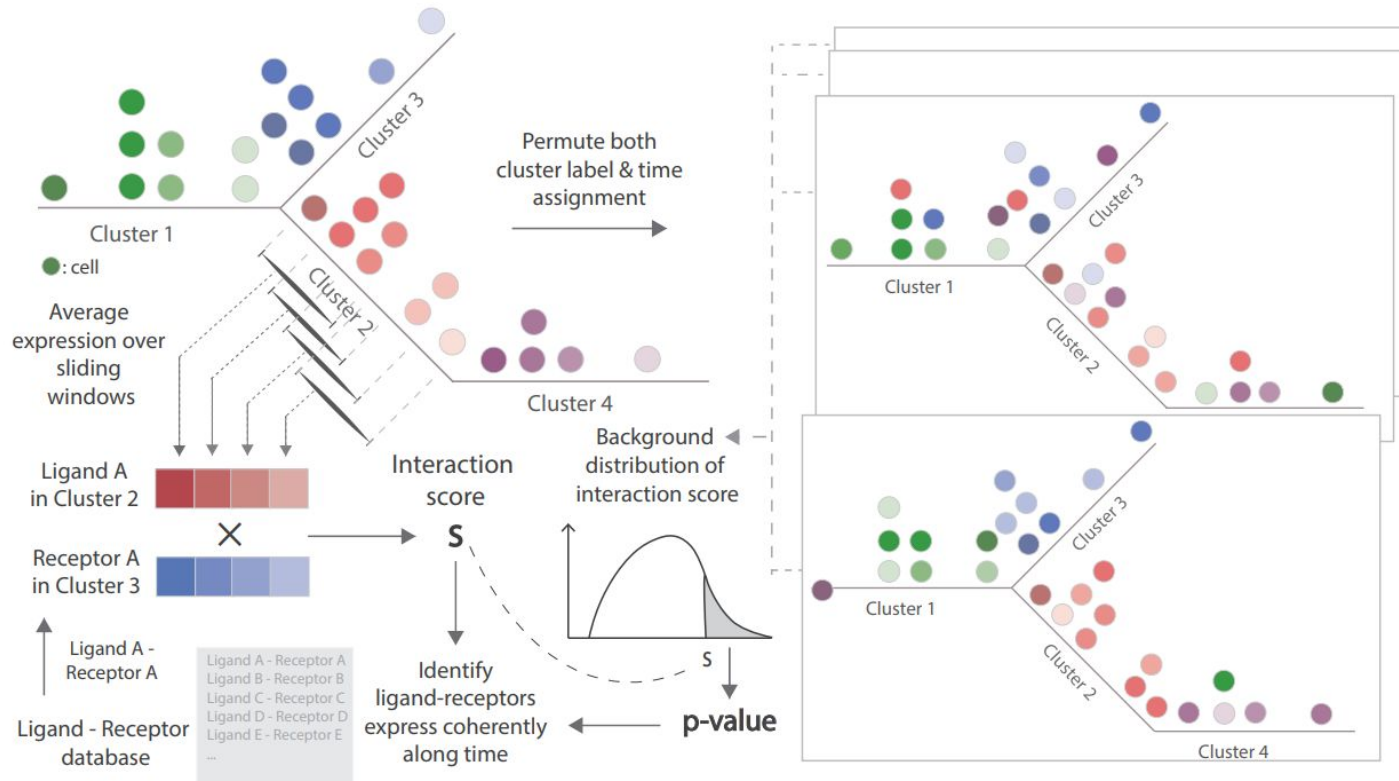 Cluster 3
Permute both
cluster label & time
assignment
Cluster 1
: cell
Cluster 2
Average
expression over
sliding
windows
Cluster 4
Ligand A
in Cluster 2
×
Receptor A
in Cluster 3
Interaction
score
S
Background
distribution of
interaction score
S
p-value
Identify
ligand-receptors
express coherently
along time
Ligand A -
Receptor A
Ligand - Receptor
database
Ligand A - Receptor A
Ligand B - Receptor B
Ligand C - Receptor C
Ligand D - Receptor D
Ligand E - Receptor E
...
Cluster 3
Cluster 1
Cluster 2
Cluster 3
Cluster 1
Cluster 2
Cluster 4